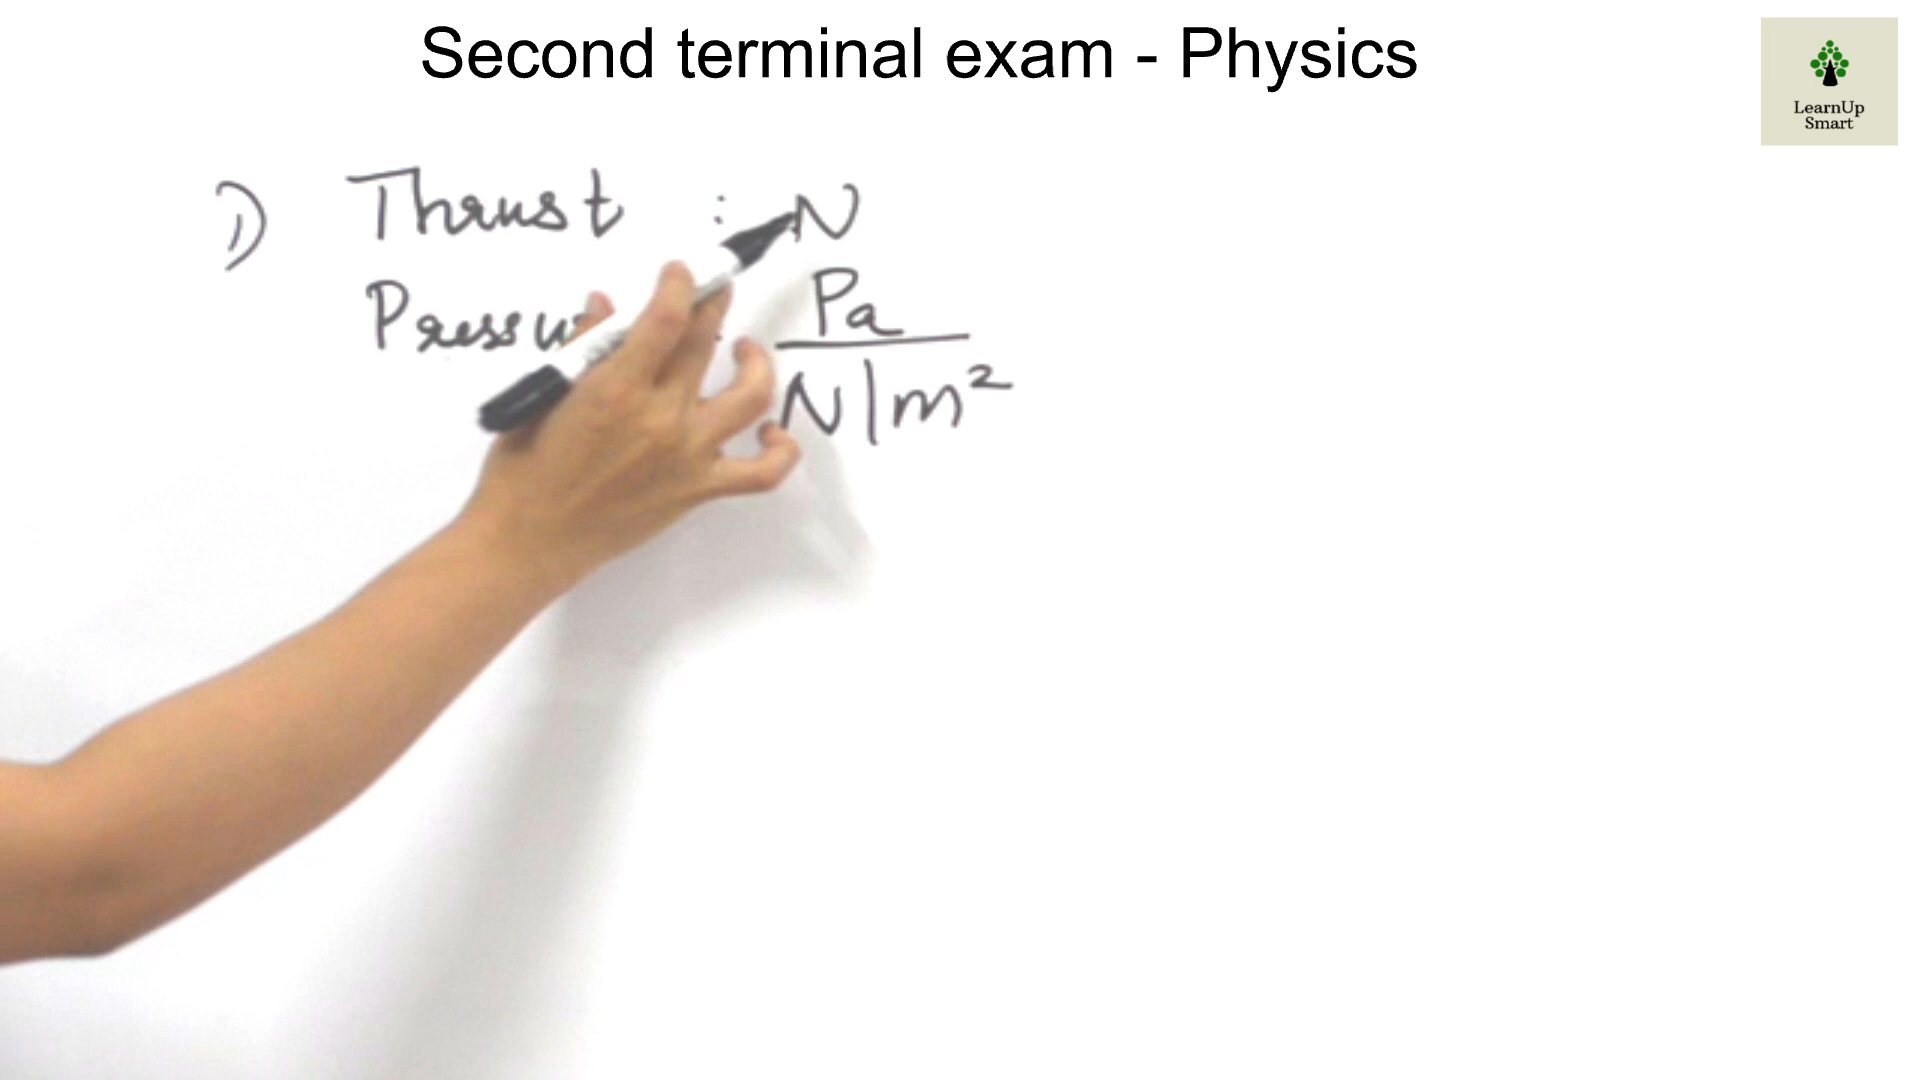 Second terminal exam - Physics
LearnUp
Smart
1) Thrust : N
: Pa
N/m²